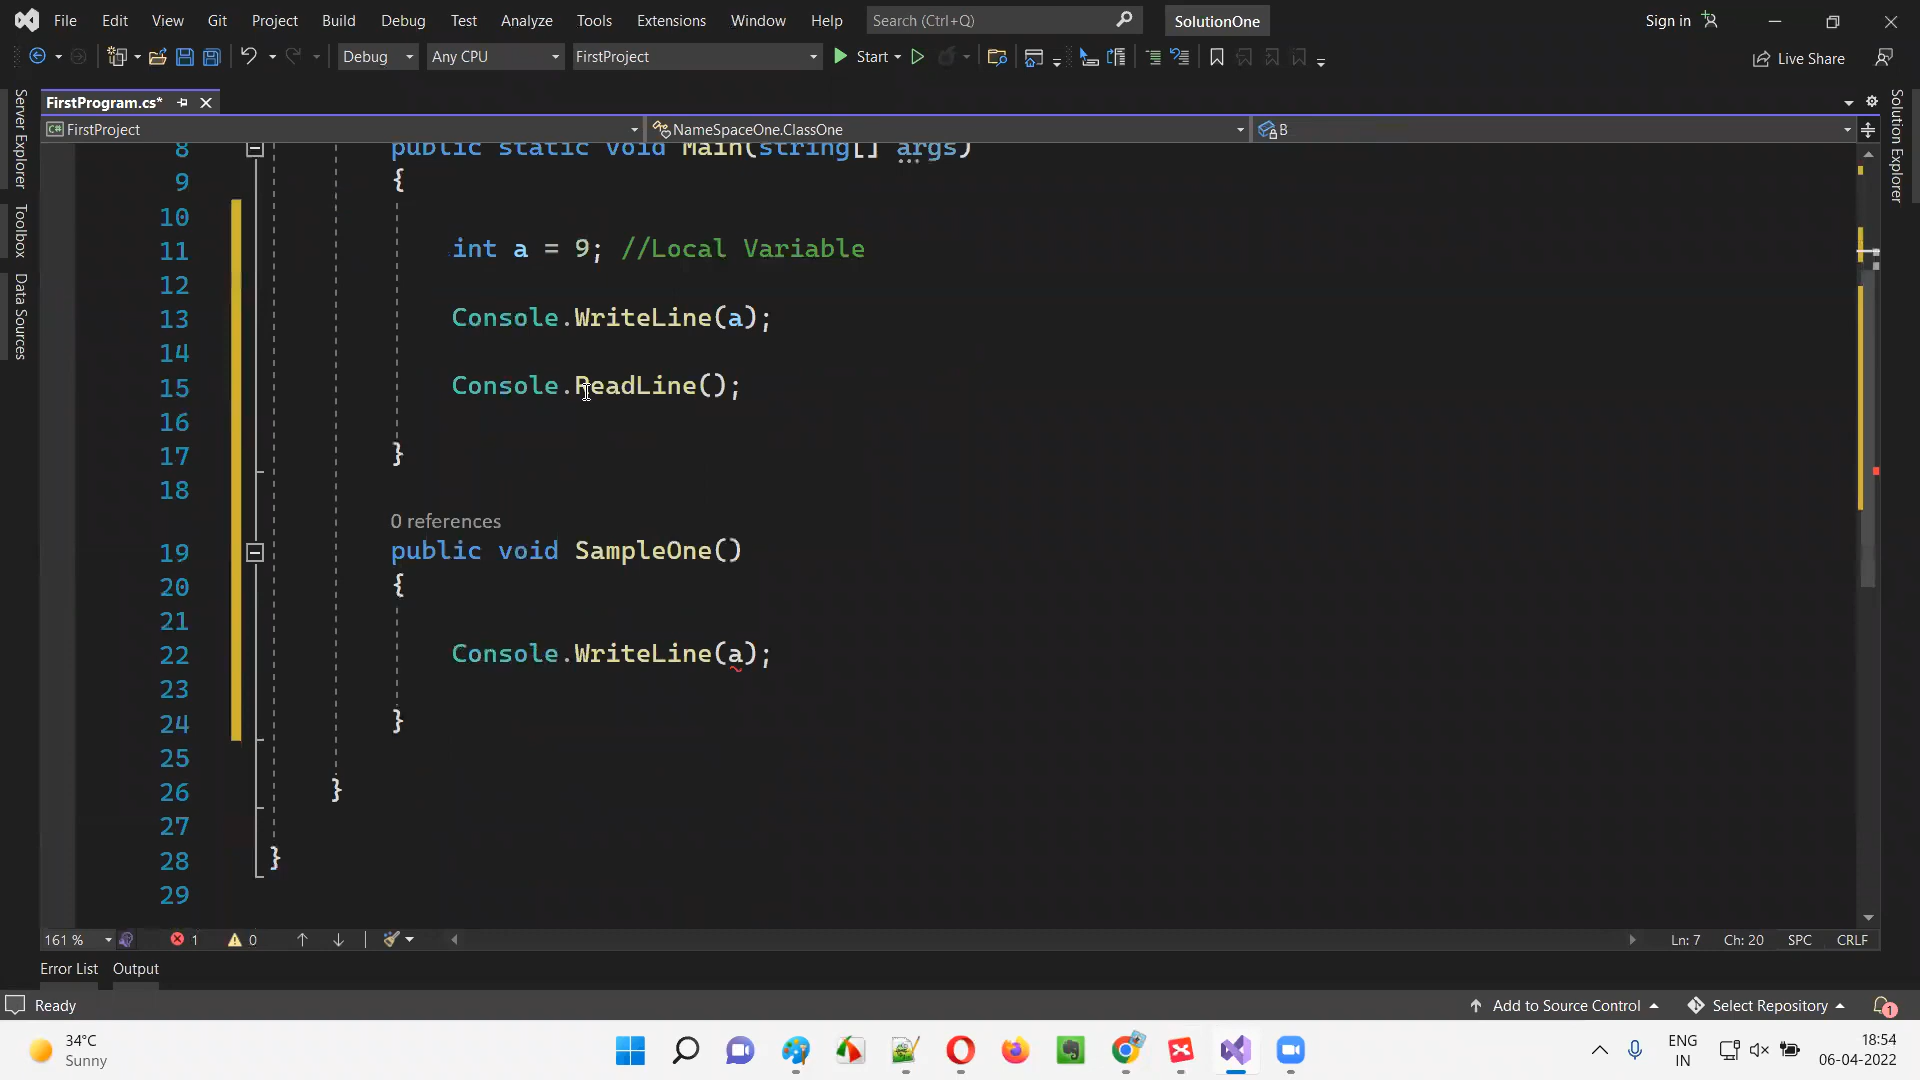 File Edit View Git Project Build Debug Test Analyze Tools Extensions Window Help Search (Ctrl+Q) SolutionOne Sign in
Debug Any CPU FirstProject Start Live Share
Server Explorer
Toolbox
Data Sources
Solution Explorer
FirstProgram.cs*
C# FirstProject NameSpaceOne.ClassOne B
8 public static void Main(string[] args)
9 {
10
11 int a = 9; //Local Variable
12
13 Console.WriteLine(a);
14
15 Console.ReadLine();
16
17 }
18
0 references
19 public void SampleOne()
20 {
21
22 Console.WriteLine(a);
23
24 }
25
26 }
27
28 }
29
161 % 1 0 Ln: 7 Ch: 20 SPC CRLF
Error List Output
Ready Add to Source Control Select Repository 1
34°C
Sunny
ENG
IN
18:54
06-04-2022